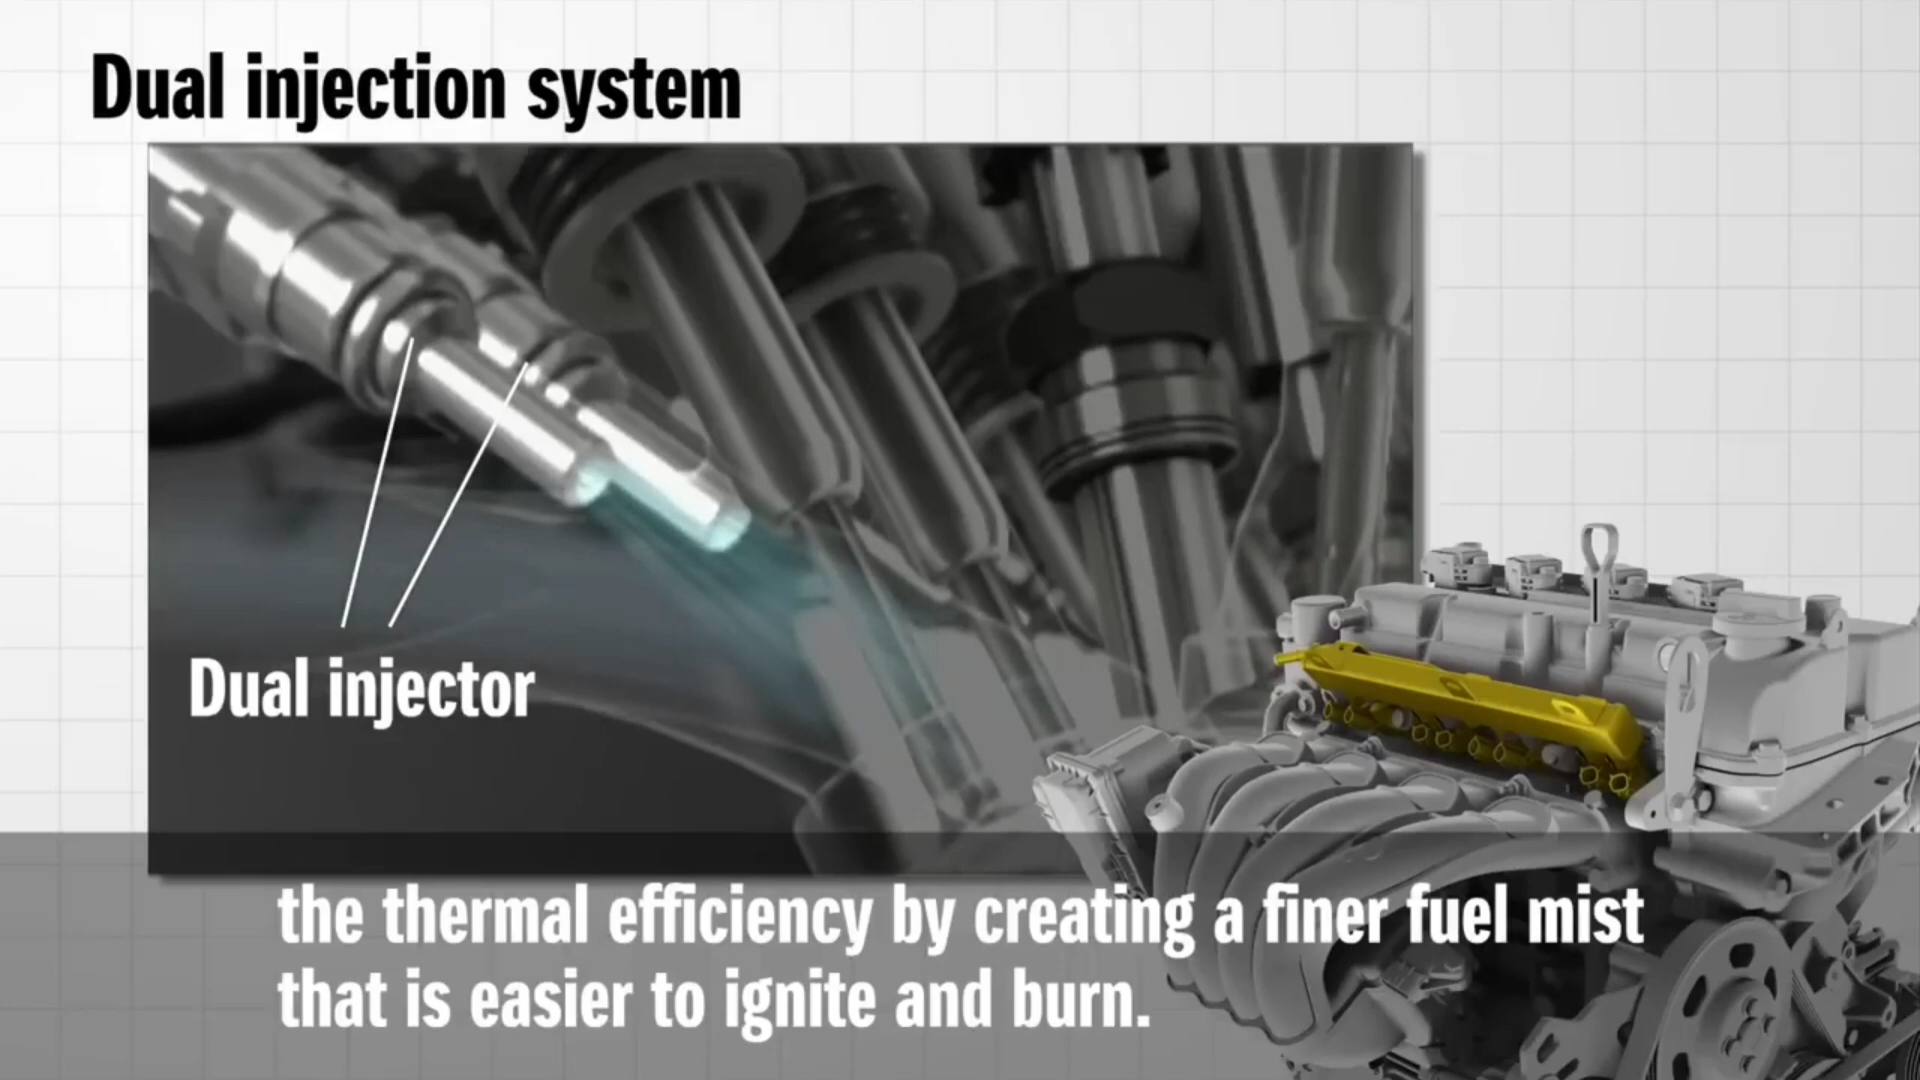 Dual injection system
Dual injector
the thermal efficiency by creating a finer fuel mist
that is easier to ignite and burn.